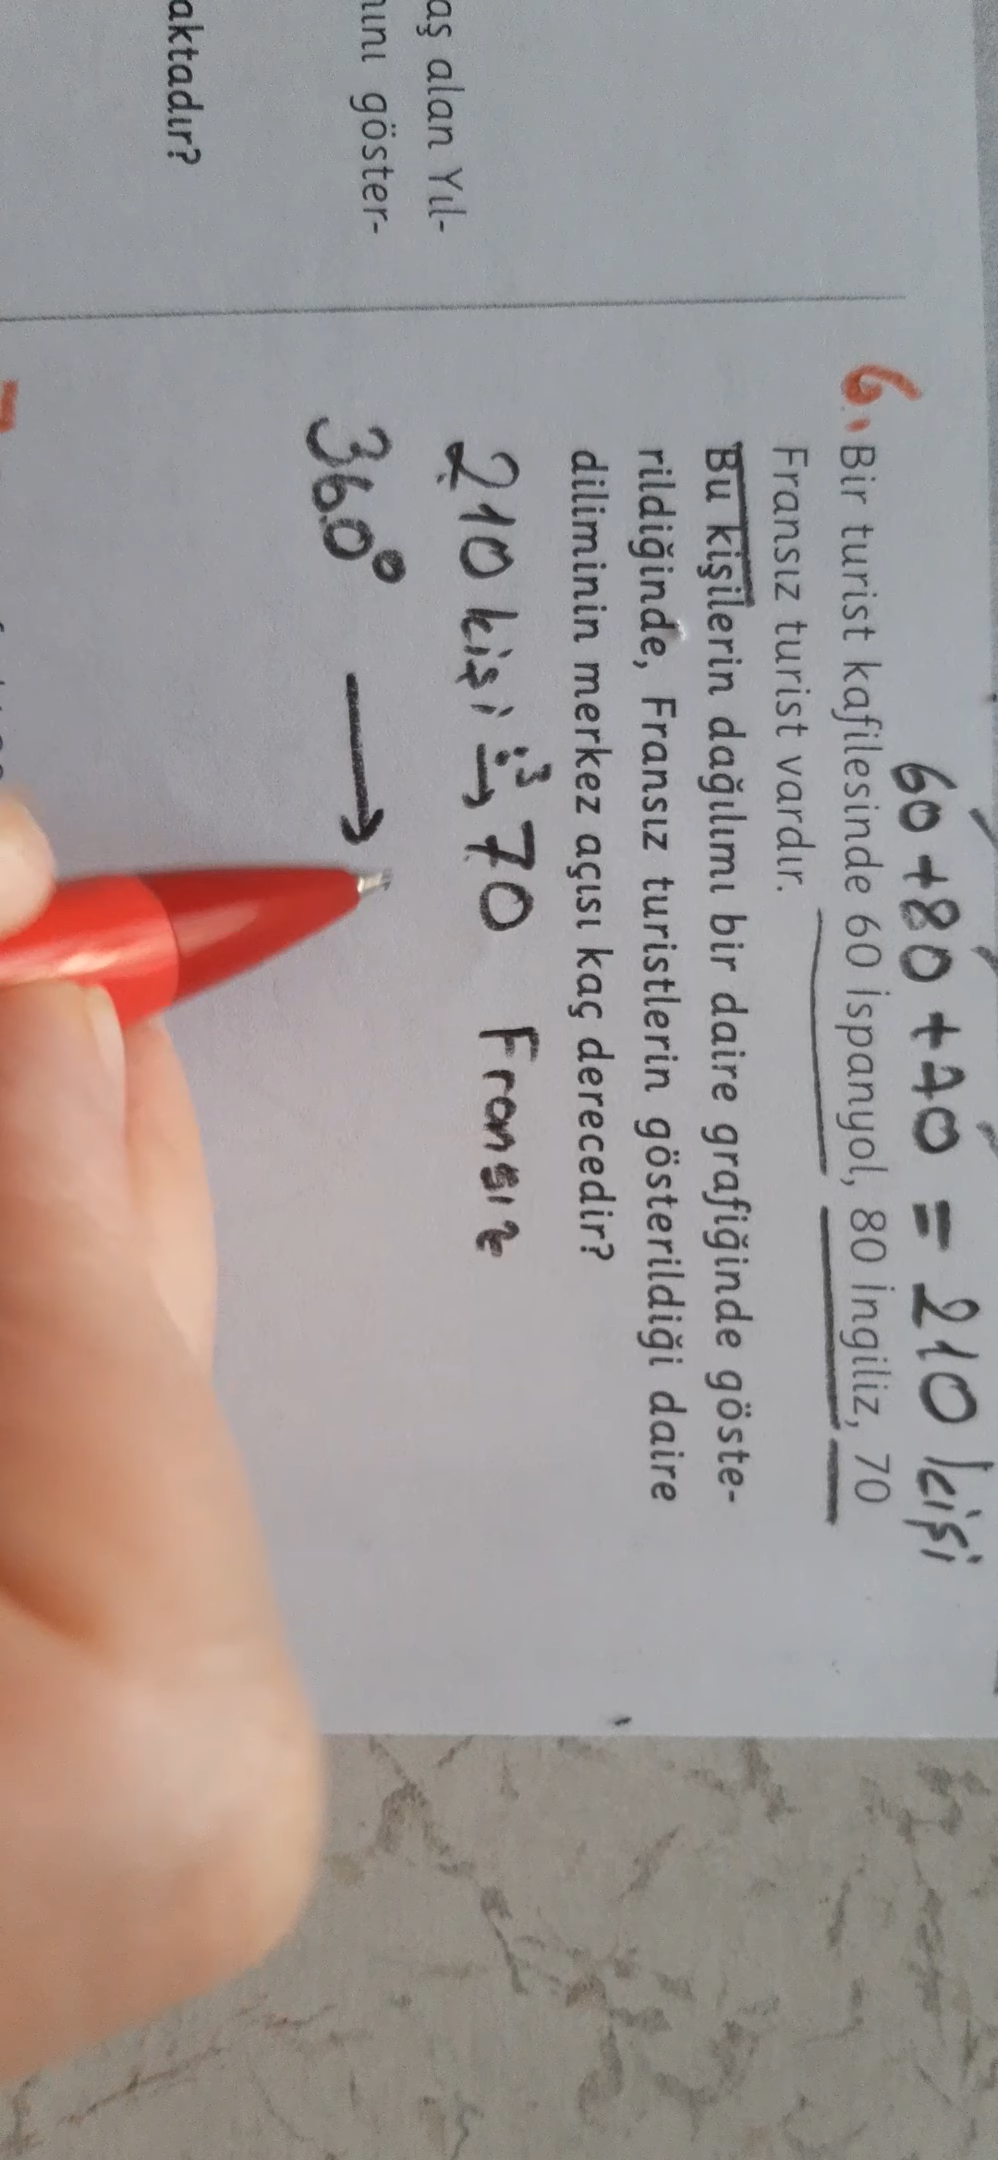 aş alan Yıl-
nını göster-
aktadır?
60 + 80 + 70 = 210 kişi
6. Bir turist kafilesinde 60 İspanyol, 80 İngiliz, 70
Fransız turist vardır.
Bu kişilerin dağılımı bir daire grafiğinde göste-
rildiğinde, Fransız turistlerin gösterildiği daire
diliminin merkez açısı kaç derecedir?
210 kişi :3→ 70 Fransız
360° →